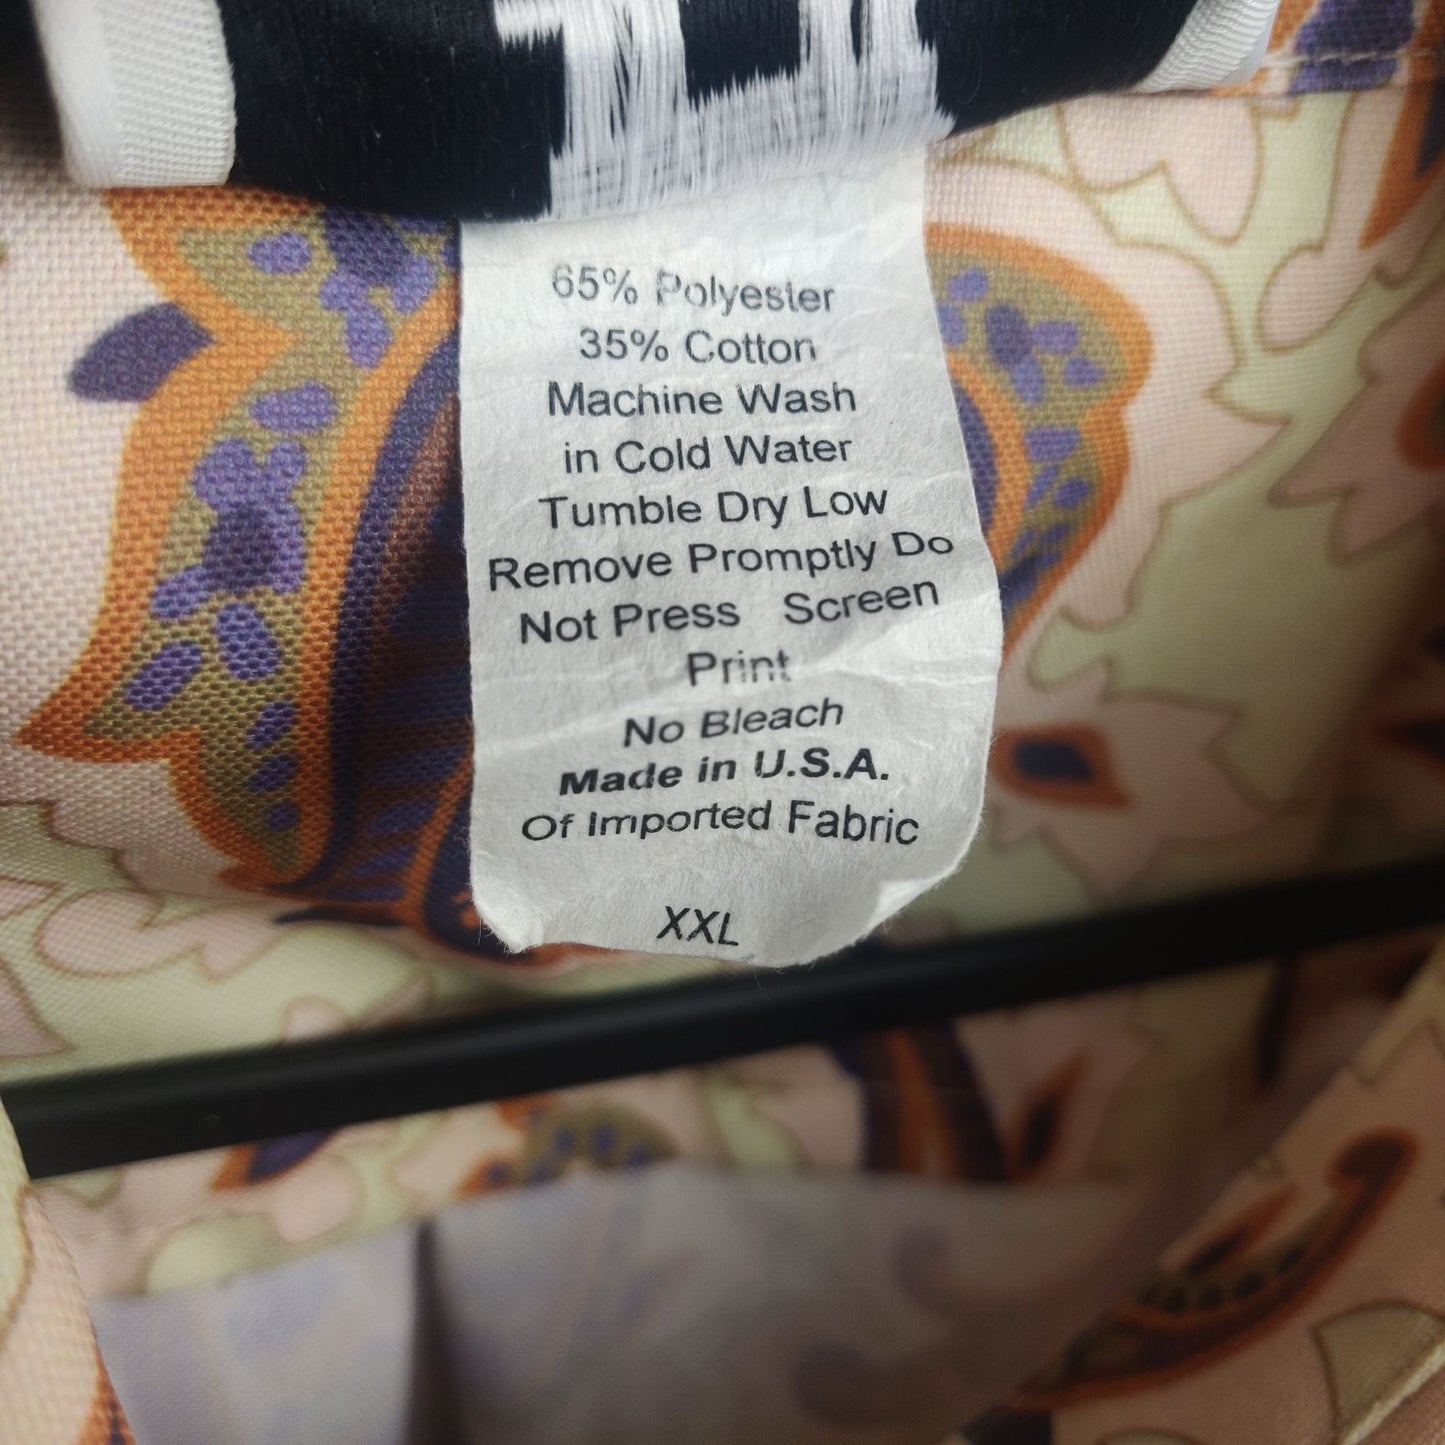 65% Polyester
35% Cotton
Machine Wash
in Cold Water
Tumble Dry Low
Remove Promptly Do
Not Press Screen
Print
No Bleach
Made in U.S.A.
Of Imported Fabric
XXL